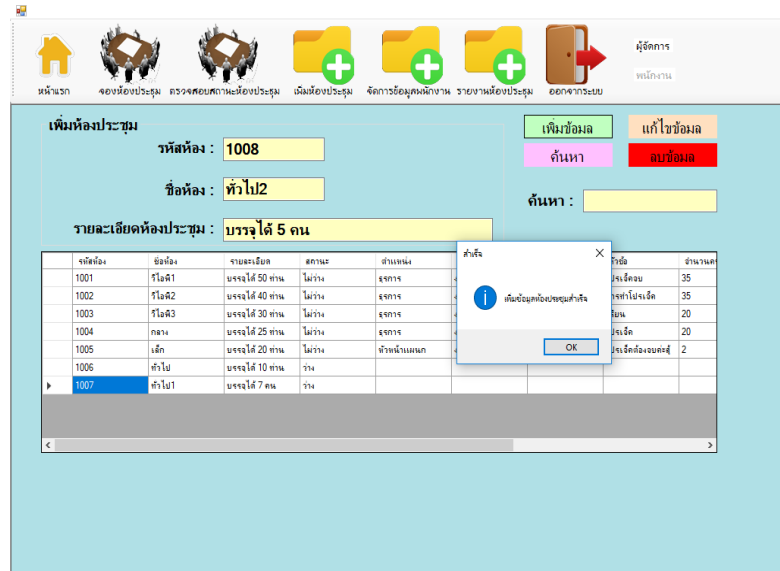 ผู้จัดการ
พนักงาน
หน้าแรก จองห้องประชุม ตรวจสอบสถานะห้องประชุม เพิ่มห้องประชุม จัดการข้อมูลพนักงาน รายงานห้องประชุม ออกจากระบบ
เพิ่มห้องประชุม
เพิ่มข้อมูล แก้ไขข้อมูล
รหัสห้อง : 1008
ค้นหา ลบข้อมูล
ชื่อห้อง : ทั่วไป2
ค้นหา :
รายละเอียดห้องประชุม : บรรจุได้ 5 คน
สำเร็จ
เพิ่มข้อมูลห้องประชุมสำเร็จ
OK
รหัสห้อง ชื่อห้อง รายละเอียด สถานะ ตำแหน่ง หัวข้อ
1001 วีไอพี1 บรรจุได้ 50 ท่าน ไม่ว่าง ธุรการ 35
1002 วีไอพี2 บรรจุได้ 40 ท่าน ไม่ว่าง ธุรการ 35
1003 วีไอพี3 บรรจุได้ 30 ท่าน ไม่ว่าง ธุรการ 20
1004 กลาง บรรจุได้ 25 ท่าน ไม่ว่าง ธุรการ 20
1005 เล็ก บรรจุได้ 20 ท่าน ไม่ว่าง หัวหน้าแผนก 2
1006 ทั่วไป บรรจุได้ 10 ท่าน ว่าง
1007 ทั่วไป1 บรรจุได้ 7 คน ว่าง